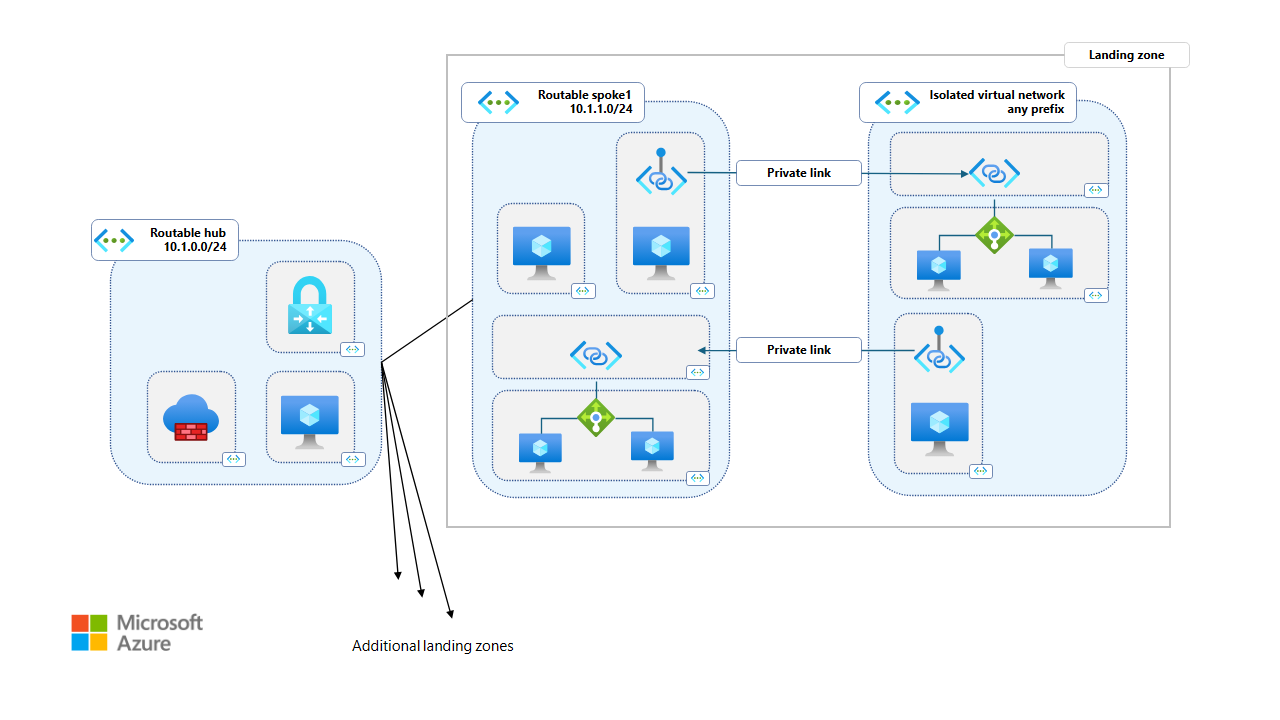 Landing zone
Routable spoke1
10.1.1.0/24
Isolated virtual network
any prefix
Private link
Routable hub
10.1.0.0/24
Private link
Microsoft
Azure
Additional landing zones